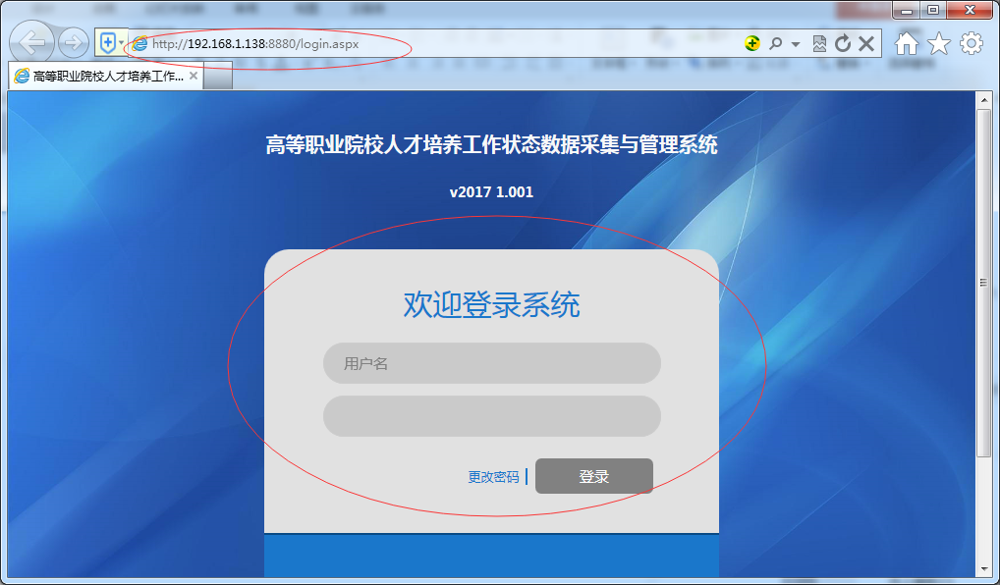 http://192.168.1.138:8880/login.aspx
高等职业院校人才培养工作...
高等职业院校人才培养工作状态数据采集与管理系统
v2017 1.001
欢迎登录系统
用户名
更改密码
登录